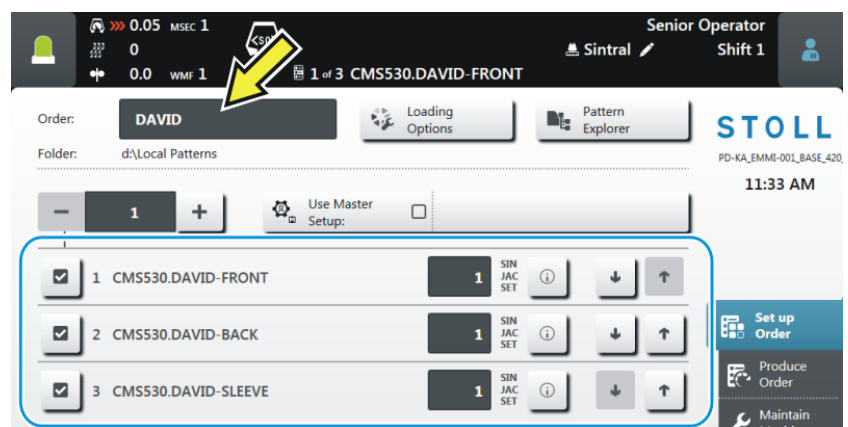 0.05 MSEC 1
Senior Operator
0
Sintral
Shift 1
0.0 WMF 1
1 of 3 CMS530.DAVID-FRONT
Order: DAVID
Loading Options
Pattern Explorer
STOLL
Folder: d:\Local Patterns
PD-KA_EMMI-001_BASE_420
11:33 AM
− 1 +
Use Master Setup:
1 CMS530.DAVID-FRONT 1 SIN JAC SET
2 CMS530.DAVID-BACK 1 SIN JAC SET
3 CMS530.DAVID-SLEEVE 1 SIN JAC SET
Set up Order
Produce Order
Maintain